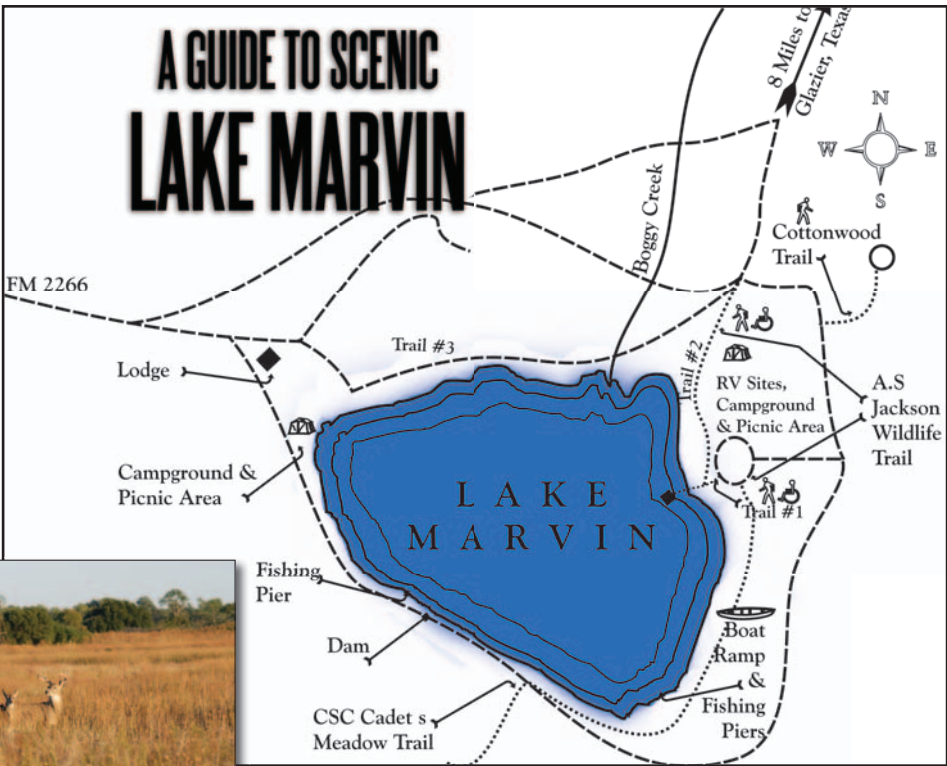 A GUIDE TO SCENIC
LAKE MARVIN
8 Miles to
Glazier, Texas
N
W
E
S
Boggy Creek
Cottonwood
Trail
FM 2266
Trail #3
Trail #2
Lodge
RV Sites,
Campground
& Picnic Area
A.S
Jackson
Wildlife
Trail
Campground &
Picnic Area
LAKE
MARVIN
Trail #1
Fishing
Pier
Dam
Boat
Ramp
&
Fishing
Piers
CSC Cadet s
Meadow Trail